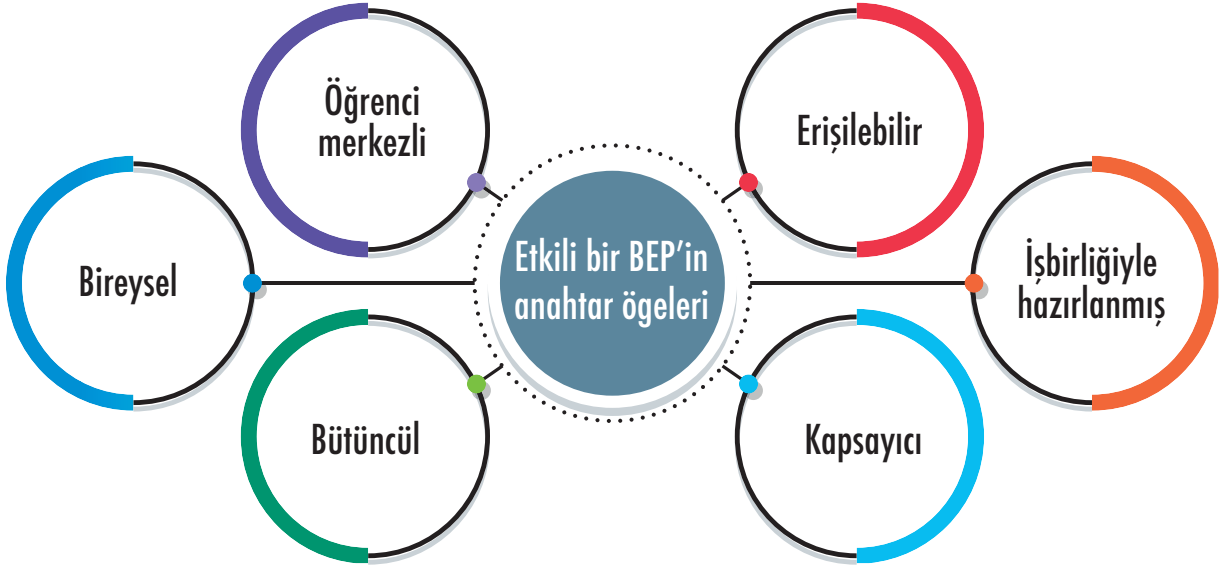 Öğrenci
merkezli
Erişilebilir
Bireysel
Etkili bir BEP’in
anahtar ögeleri
İşbirliğiyle
hazırlanmış
Bütüncül
Kapsayıcı